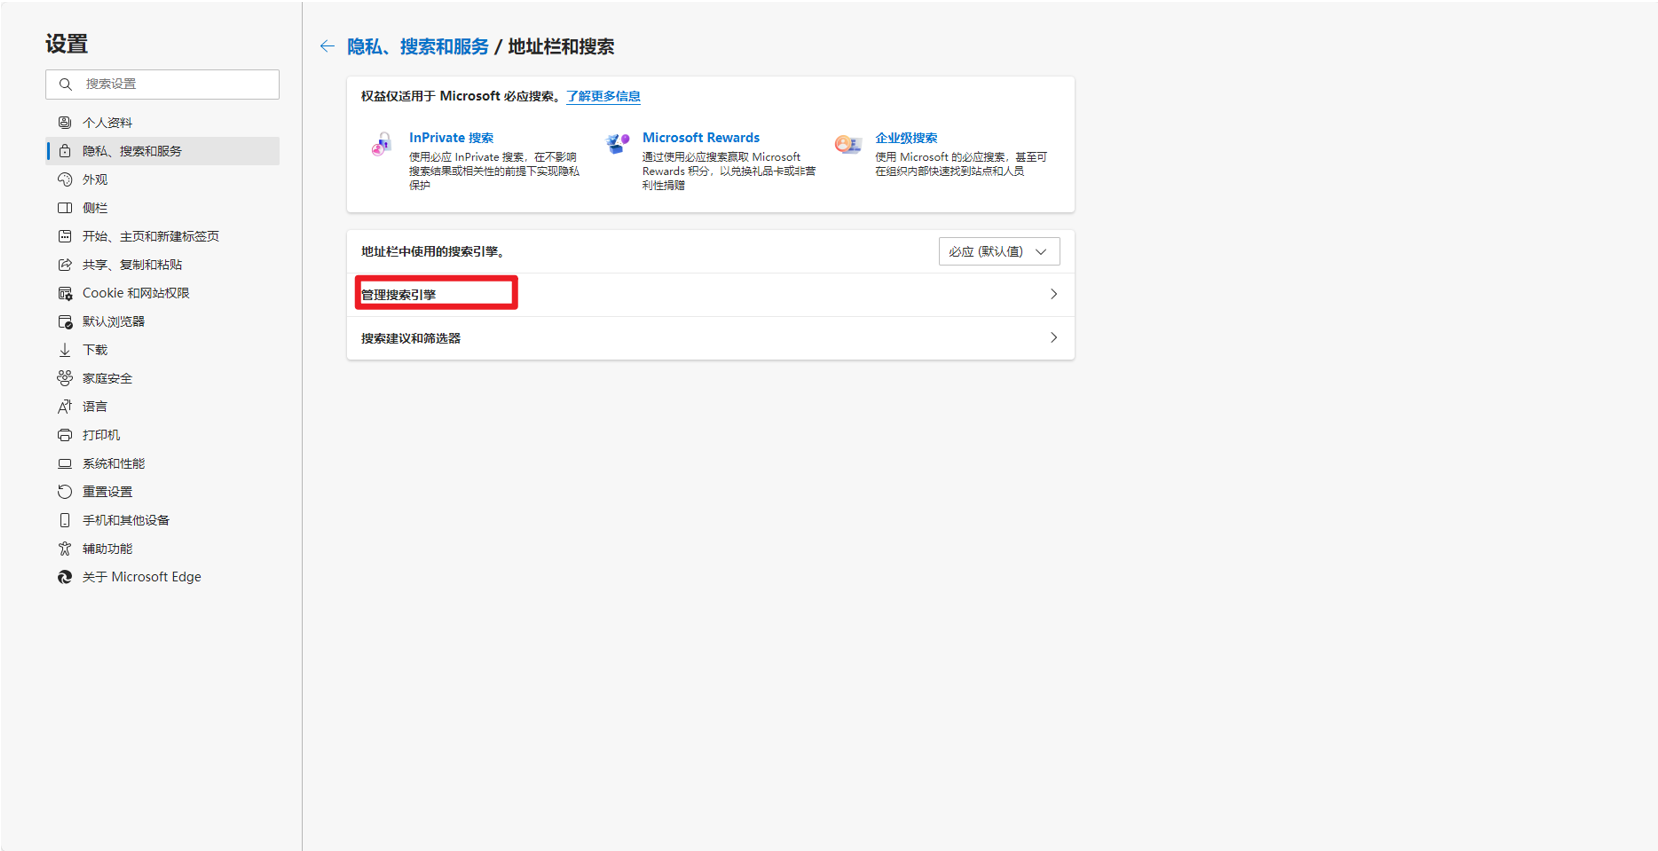 设置
搜索设置
个人资料
隐私、搜索和服务
外观
侧栏
开始、主页和新建标签页
共享、复制和粘贴
Cookie 和网站权限
默认浏览器
下载
家庭安全
语言
打印机
系统和性能
重置设置
手机和其他设备
辅助功能
关于 Microsoft Edge
隐私、搜索和服务 / 地址栏和搜索
权益仅适用于 Microsoft 必应搜索。了解更多信息
InPrivate 搜索
使用必应 InPrivate 搜索，在不影响
搜索结果或相关性的前提下实现隐私
保护
Microsoft Rewards
通过使用必应搜索赢取 Microsoft
Rewards 积分，以兑换礼品卡或非营
利性捐赠
企业级搜索
使用 Microsoft 的必应搜索，甚至可
在组织内部快速找到站点和人员
地址栏中使用的搜索引擎。
必应 (默认值)
管理搜索引擎
搜索建议和筛选器